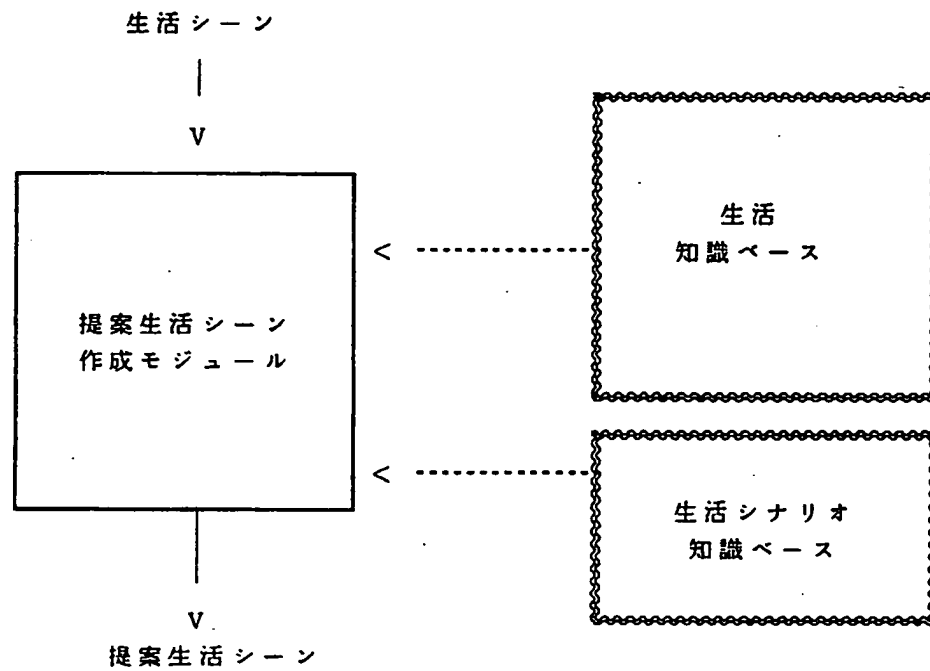 生活シーン
生活
知識ベース
提案生活シーン
作成モジュール
生活シナリオ
知識ベース
提案生活シーン